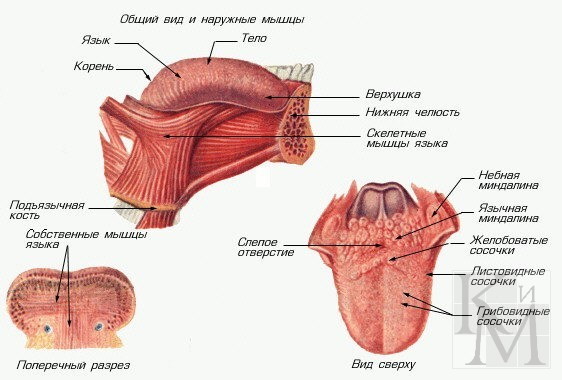 Общий вид и наружные мышцы
Язык
Тело
Корень
Верхушка
Нижняя челюсть
Скелетные
мышцы языка
Подъязычная
кость
Собственные мышцы
языка
Поперечный разрез
Небная
миндалина
Язычная
миндалина
Слепое
отверстие
Желобоватые
сосочки
Листовидные
сосочки
Грибовидные
сосочки
Вид сверху
К и М